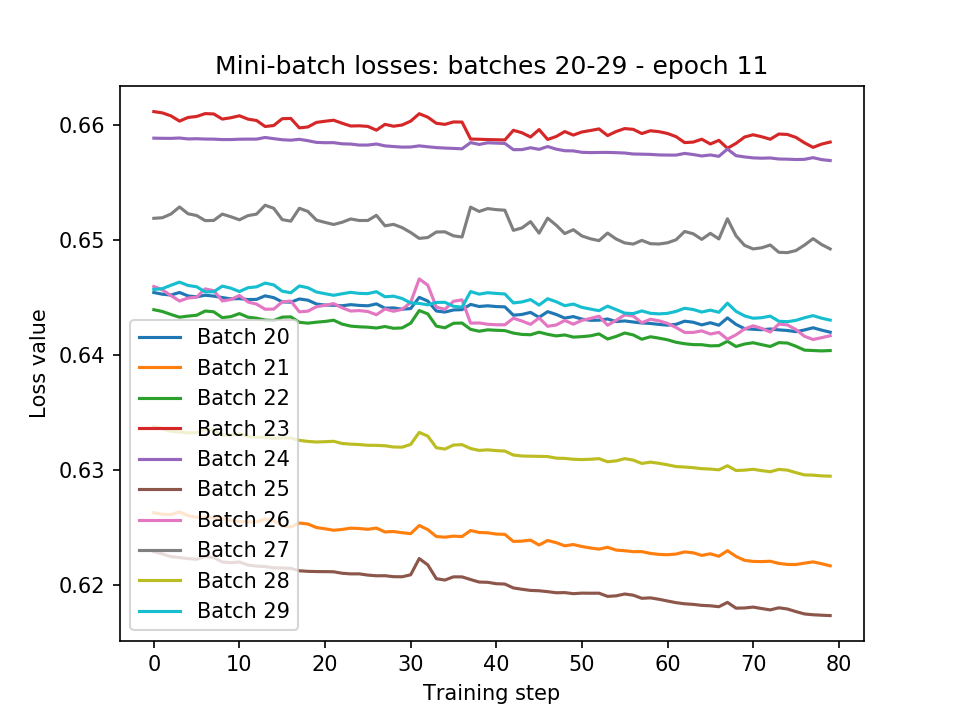 Mini-batch losses: batches 20-29 - epoch 11
Loss value
0.66
0.65
0.64
0.63
0.62
Batch 20
Batch 21
Batch 22
Batch 23
Batch 24
Batch 25
Batch 26
Batch 27
Batch 28
Batch 29
0 10 20 30 40 50 60 70 80
Training step